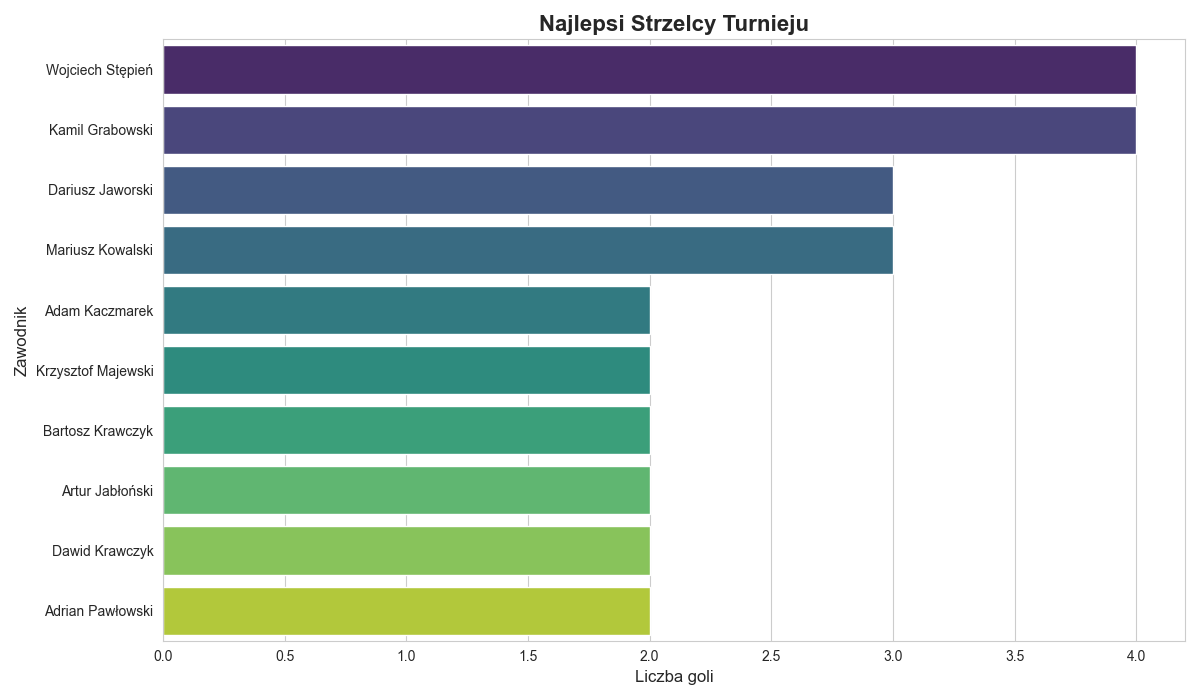 Najlepsi Strzelcy Turnieju
Zawodnik
Wojciech Stępień
Kamil Grabowski
Dariusz Jaworski
Mariusz Kowalski
Adam Kaczmarek
Krzysztof Majewski
Bartosz Krawczyk
Artur Jabłoński
Dawid Krawczyk
Adrian Pawłowski
0.0 0.5 1.0 1.5 2.0 2.5 3.0 3.5 4.0
Liczba goli